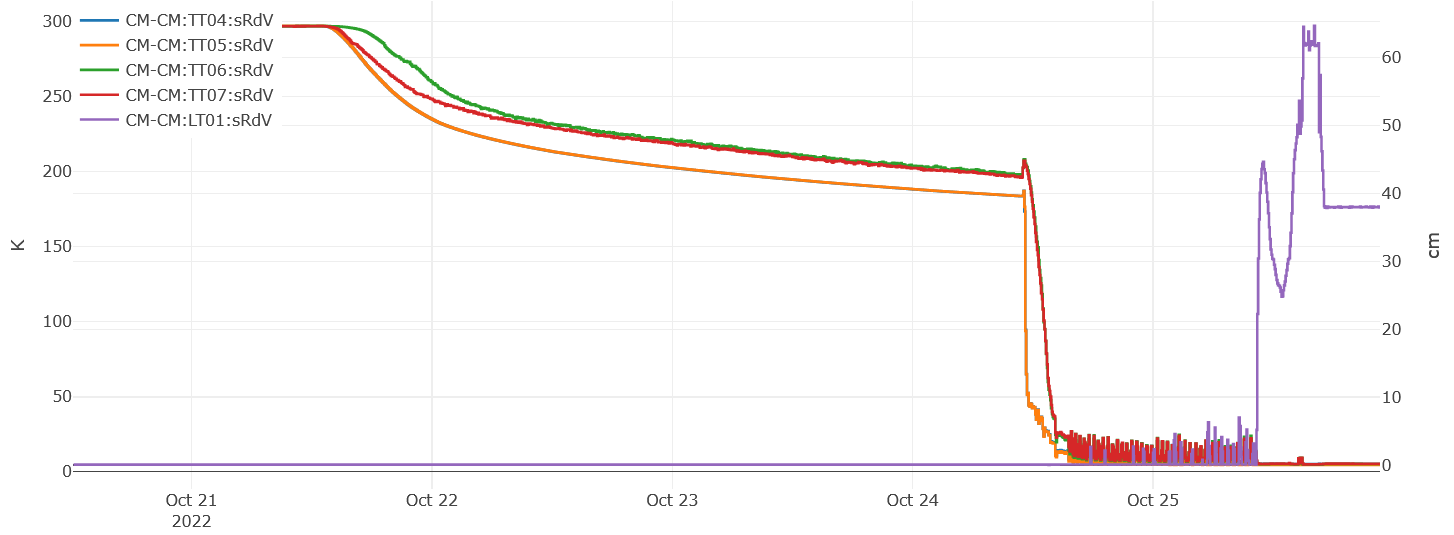 CM-CM:TT04:sRdV
CM-CM:TT05:sRdV
CM-CM:TT06:sRdV
CM-CM:TT07:sRdV
CM-CM:LT01:sRdV
300
250
200
150
100
50
0
K
60
50
40
30
20
10
0
cm
Oct 21
2022
Oct 22
Oct 23
Oct 24
Oct 25